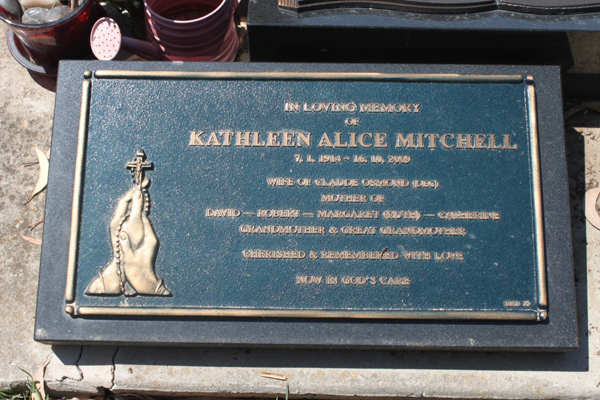 IN LOVING MEMORY
OF
KATHLEEN ALICE MITCHELL
7. 1. 1914 - 16. 10. 2009
WIFE OF CLAUDE OSMOND (DEC)
MOTHER OF
DAVID — ROBERT — MARGARET (RUTS) — CATHERINE
GRANDMOTHER & GREAT GRANDMOTHER
CHERISHED & REMEMBERED WITH LOVE
NOW IN GOD'S CARE